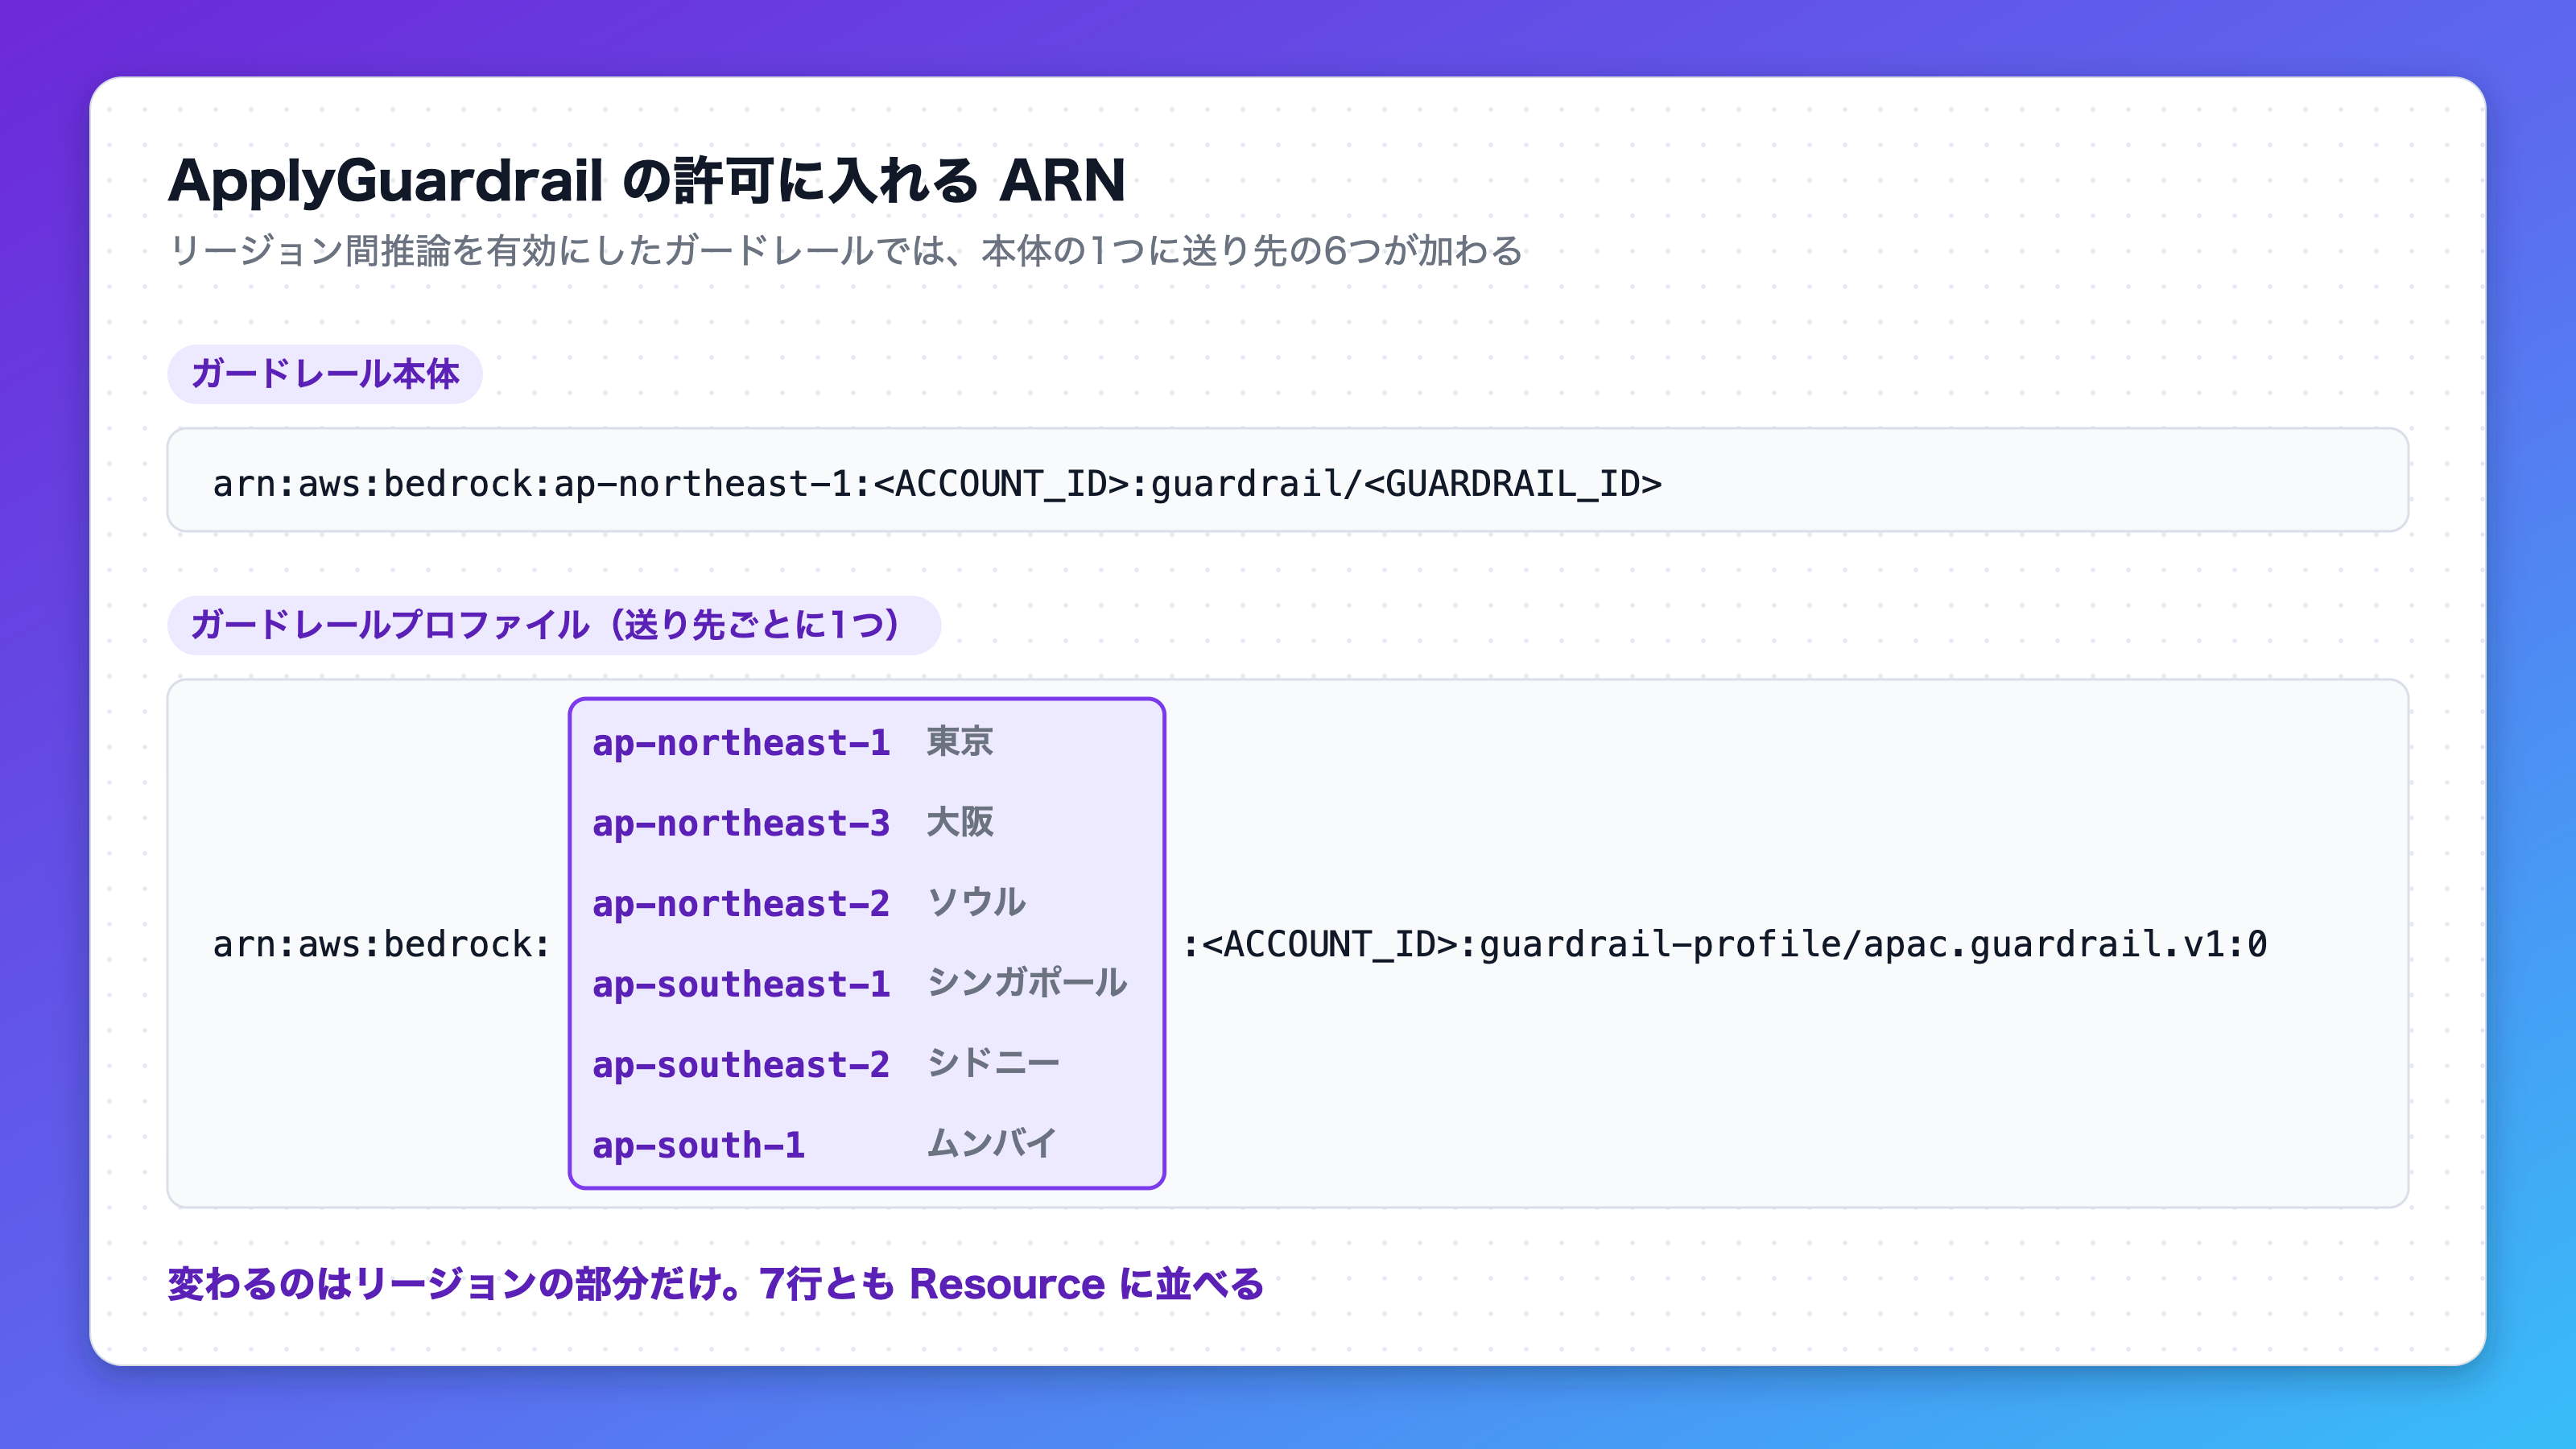 ApplyGuardrail の許可に入れる ARN
リージョン間推論を有効にしたガードレールでは、本体の1つに送り先の6つが加わる
ガードレール本体
arn:aws:bedrock:ap-northeast-1:<ACCOUNT_ID>:guardrail/<GUARDRAIL_ID>
ガードレールプロファイル（送り先ごとに1つ）
ap-northeast-1 東京
ap-northeast-3 大阪
ap-northeast-2 ソウル
arn:aws:bedrock: :<ACCOUNT_ID>:guardrail-profile/apac.guardrail.v1:0
ap-southeast-1 シンガポール
ap-southeast-2 シドニー
ap-south-1 ムンバイ
変わるのはリージョンの部分だけ。7行とも Resource に並べる